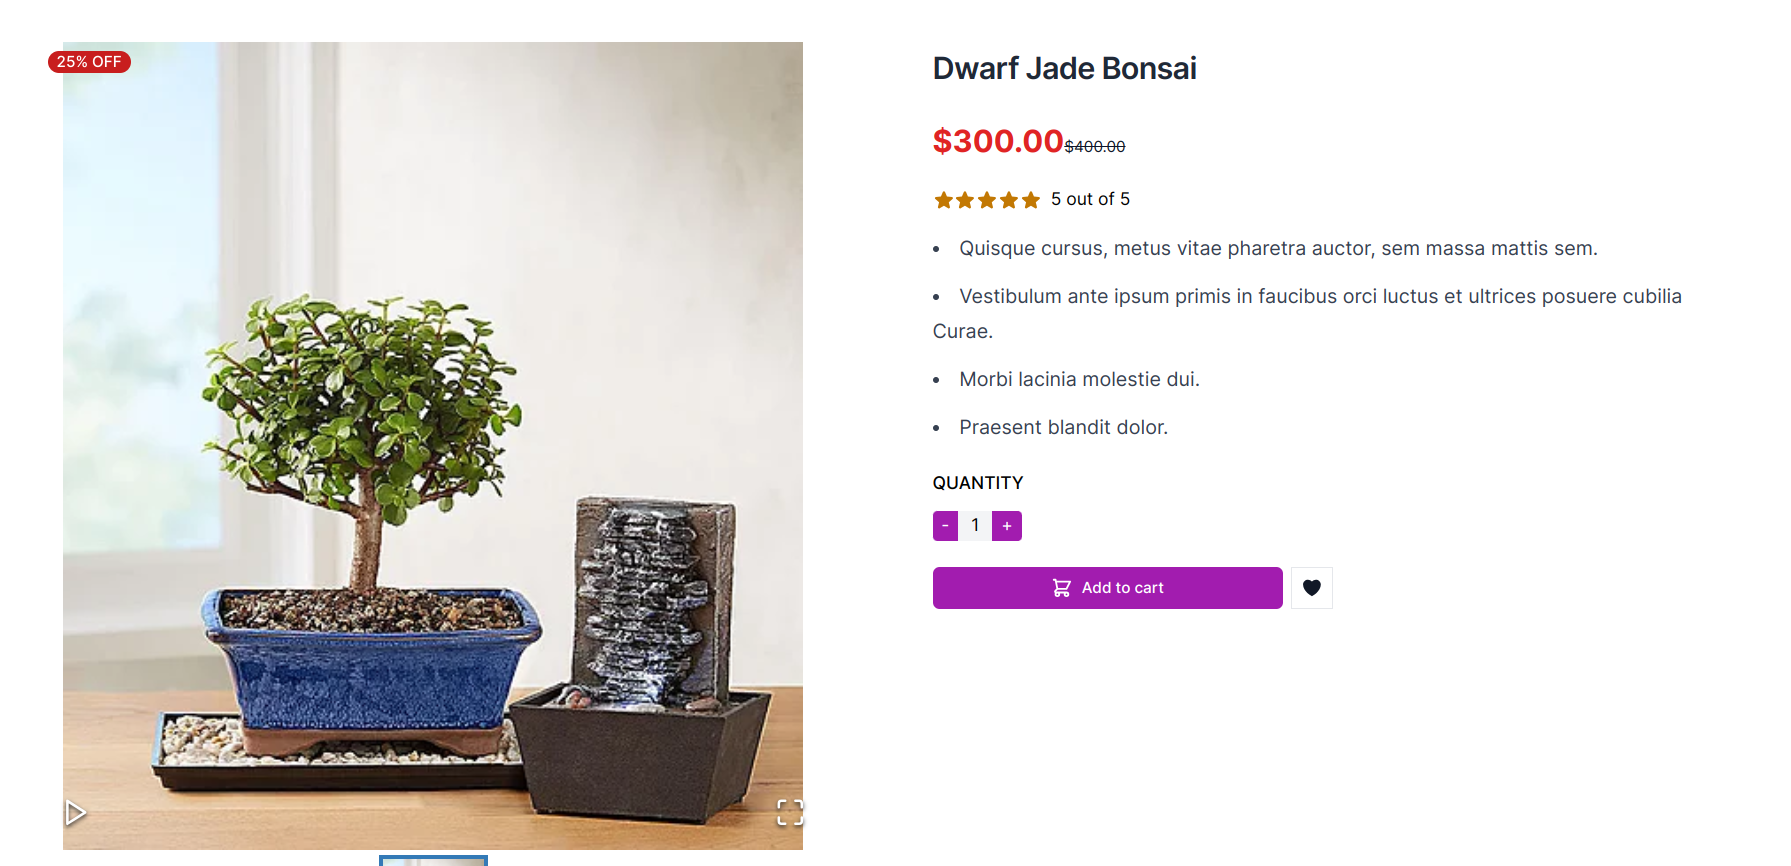 25% OFF
Dwarf Jade Bonsai
$300.00$400.00
5 out of 5
• Quisque cursus, metus vitae pharetra auctor, sem massa mattis sem.
• Vestibulum ante ipsum primis in faucibus orci luctus et ultrices posuere cubilia
Curae.
• Morbi lacinia molestie dui.
• Praesent blandit dolor.
QUANTITY
- 1 +
Add to cart